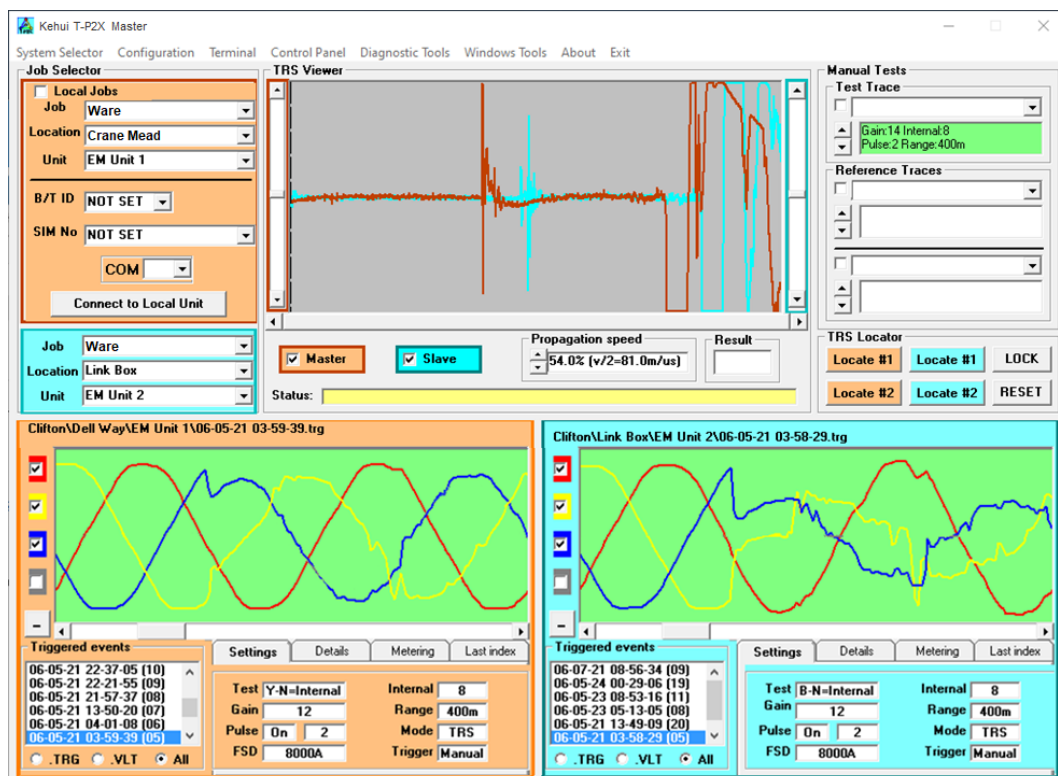 Kehui T-P2X Master
System Selector Configuration Terminal Control Panel Diagnostic Tools Windows Tools About Exit
Job Selector
Local Jobs
Job Ware
Location Crane Mead
Unit EM Unit 1
B/T ID NOT SET
SIM No NOT SET
COM
Connect to Local Unit
Job Ware
Location Link Box
Unit EM Unit 2
TRS Viewer
Master
Slave
Propagation speed
54.0% (v/2=81.0m/us)
Result
Status:
Manual Tests
Test Trace
Gain:14 Internal:8
Pulse:2 Range:400m
Reference Traces
TRS Locator
Locate #1 Locate #1 LOCK
Locate #2 Locate #2 RESET
Clifton\Dell Way\EM Unit 1\06-05-21 03-59-39.trg
Triggered events
06-05-21 22-37-05 (10)
06-05-21 22-21-55 (09)
06-05-21 21-57-37 (08)
06-05-21 13-50-20 (07)
06-05-21 04-01-08 (06)
06-05-21 03-59-39 (05)
.TRG .VLT All
Settings Details Metering Last index
Test Y-N=Internal Internal 8
Gain 12 Range 400m
Pulse On 2 Mode TRS
FSD 8000A Trigger Manual
Clifton\Link Box\EM Unit 2\06-05-21 03-58-29.trg
Triggered events
06-07-21 08-56-34 (09)
06-05-24 00-29-06 (19)
06-05-23 08-53-16 (11)
06-05-23 05-13-05 (08)
06-05-21 13-49-09 (20)
06-05-21 03-58-29 (05)
.TRG .VLT All
Settings Details Metering Last index
Test B-N=Internal Internal 8
Gain 12 Range 400m
Pulse On 2 Mode TRS
FSD 8000A Trigger Manual